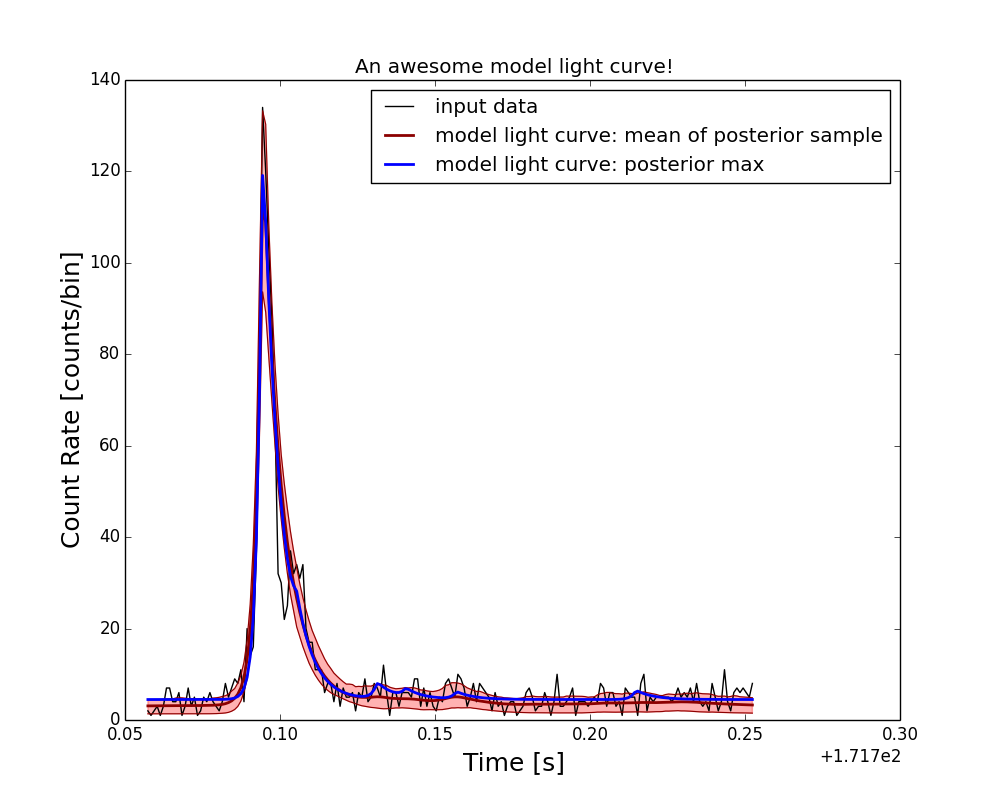 An awesome model light curve!
140
120
100
80
60
40
20
0
Count Rate [counts/bin]
input data
model light curve: mean of posterior sample
model light curve: posterior max
0.05 0.10 0.15 0.20 0.25 0.30
+1.717e2
Time [s]